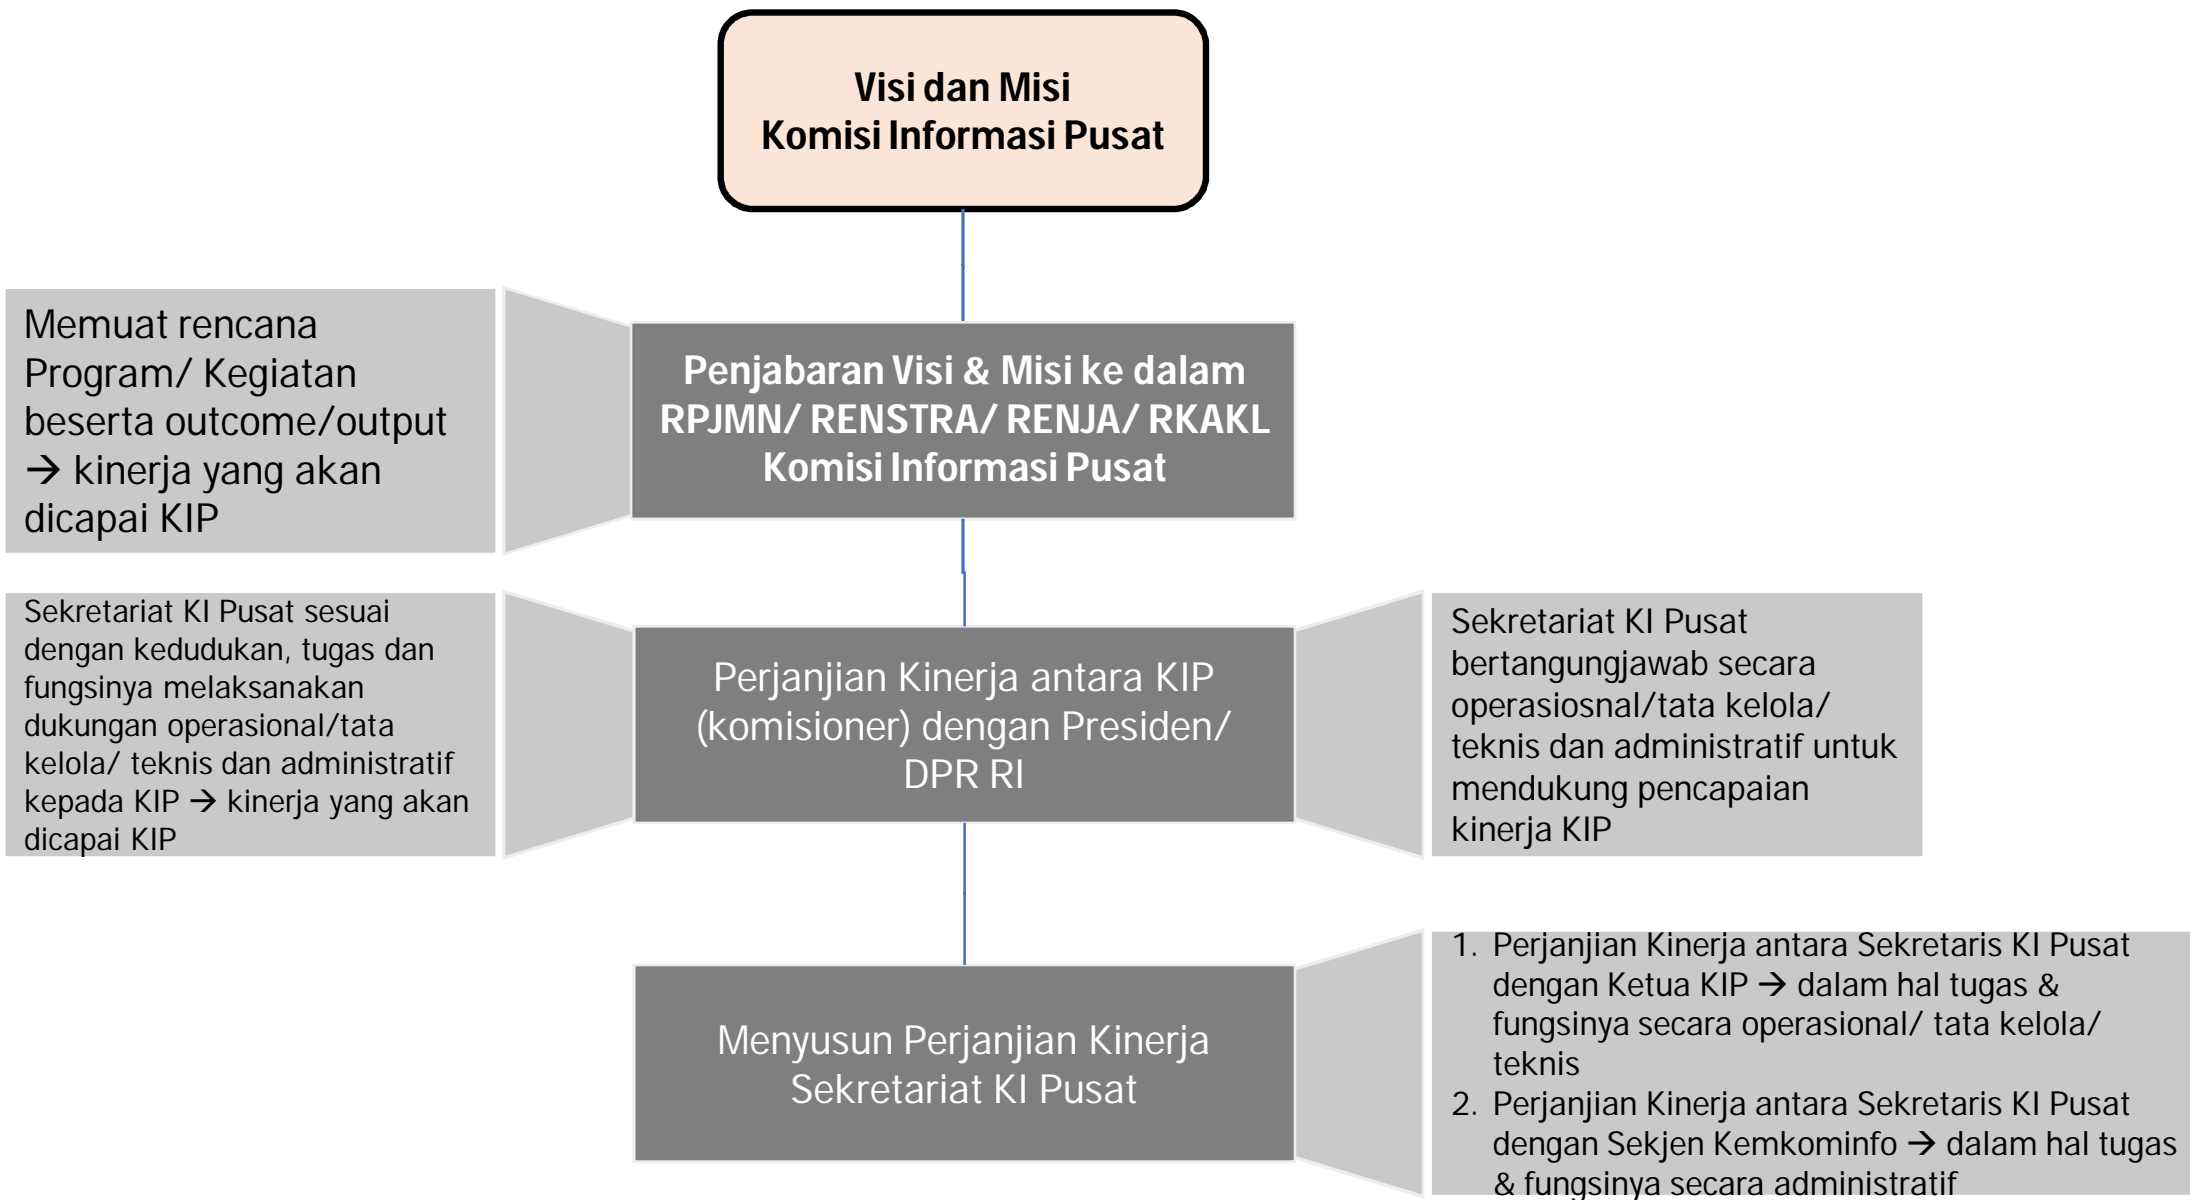 Visi dan Misi
Komisi Informasi Pusat
Memuat rencana
Program/ Kegiatan
beserta outcome/output
→ kinerja yang akan
dicapai KIP
Penjabaran Visi & Misi ke dalam
RPJMN/ RENSTRA/ RENJA/ RKAKL
Komisi Informasi Pusat
Sekretariat KI Pusat sesuai
dengan kedudukan, tugas dan
fungsinya melaksanakan
dukungan operasional/tata
kelola/ teknis dan administratif
kepada KIP → kinerja yang akan
dicapai KIP
Perjanjian Kinerja antara KIP
(komisioner) dengan Presiden/
DPR RI
Sekretariat KI Pusat
bertangungjawab secara
operasiosnal/tata kelola/
teknis dan administratif untuk
mendukung pencapaian
kinerja KIP
Menyusun Perjanjian Kinerja
Sekretariat KI Pusat
1. Perjanjian Kinerja antara Sekretaris KI Pusat
dengan Ketua KIP → dalam hal tugas &
fungsinya secara operasional/ tata kelola/
teknis
2. Perjanjian Kinerja antara Sekretaris KI Pusat
dengan Sekjen Kemkominfo → dalam hal tugas
& fungsinya secara administratif